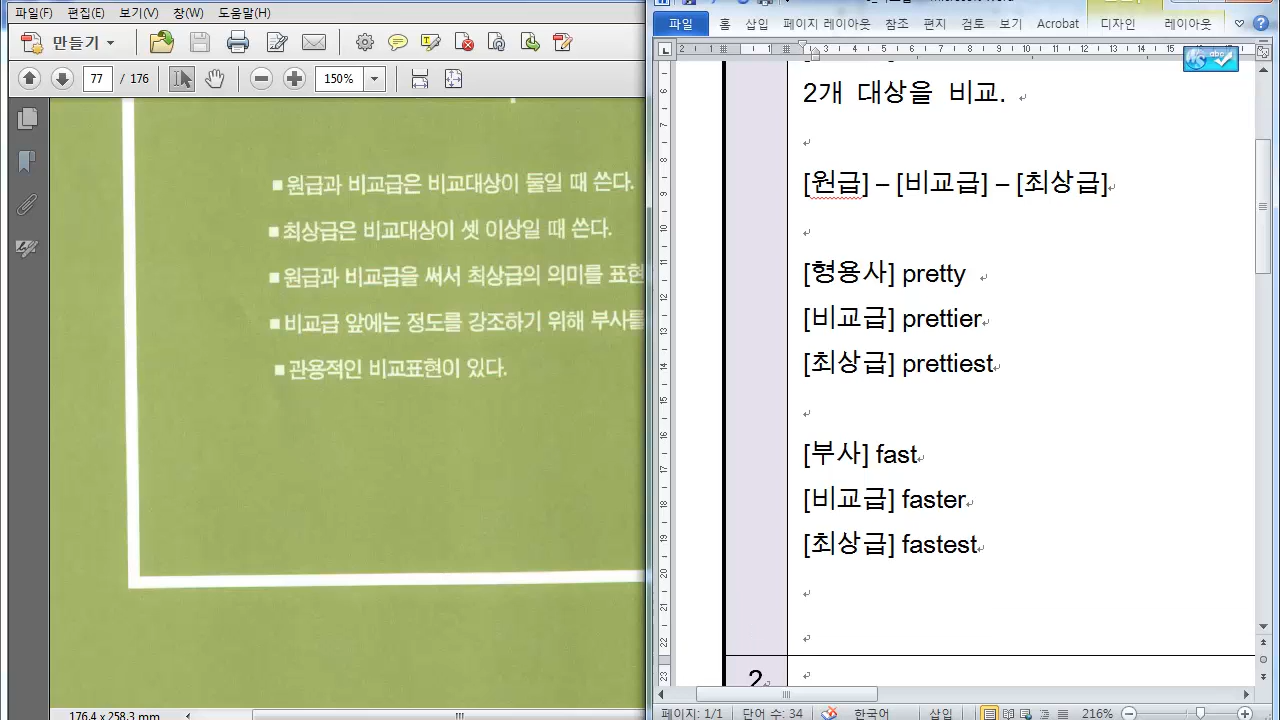 파일(F) 편집(E) 보기(V) 창(W) 도움말(H)
만들기
77 / 176 150%
■ 원급과 비교급은 비교대상이 둘일 때 쓴다.
■ 최상급은 비교대상이 셋 이상일 때 쓴다.
■ 원급과 비교급을 써서 최상급의 의미를 표현
■ 비교급 앞에는 정도를 강조하기 위해 부사를
■ 관용적인 비교표현이 있다.
176.4 x 258.3 mm
파일 홈 삽입 페이지 레이아웃 참조 편지 검토 보기 Acrobat 디자인 레이아웃
2개 대상을 비교.
[원급] – [비교급] – [최상급]
[형용사] pretty
[비교급] prettier
[최상급] prettiest
[부사] fast
[비교급] faster
[최상급] fastest
2
페이지: 1/1 단어 수: 34 한국어 삽입 216%